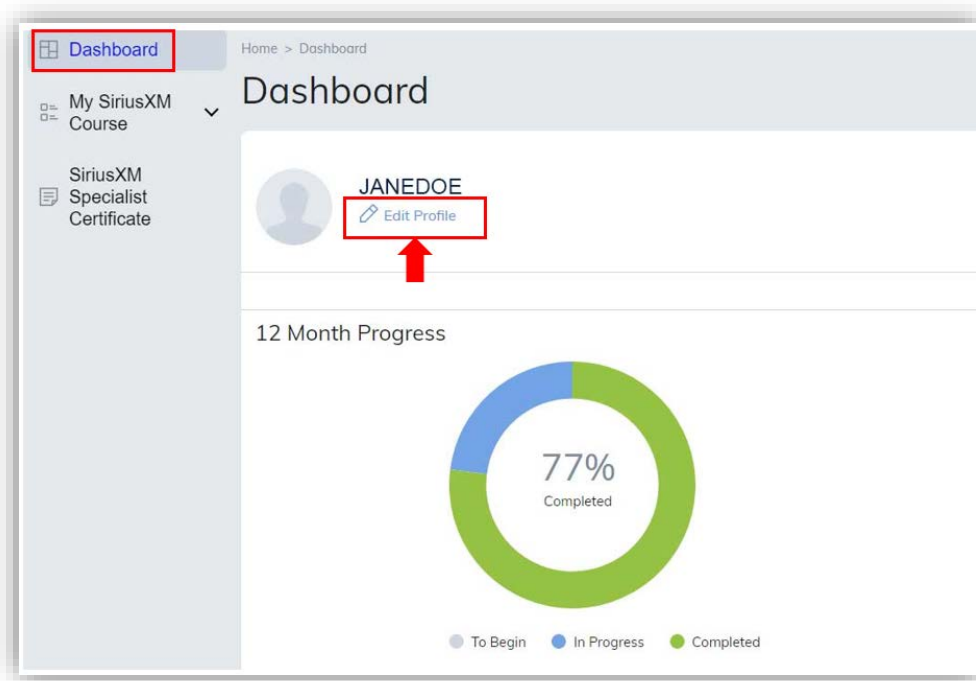 Dashboard
My SiriusXM
Course
SiriusXM
Specialist
Certificate
Home > Dashboard
Dashboard
JANEDOE
Edit Profile
12 Month Progress
77%
Completed
To Begin
In Progress
Completed